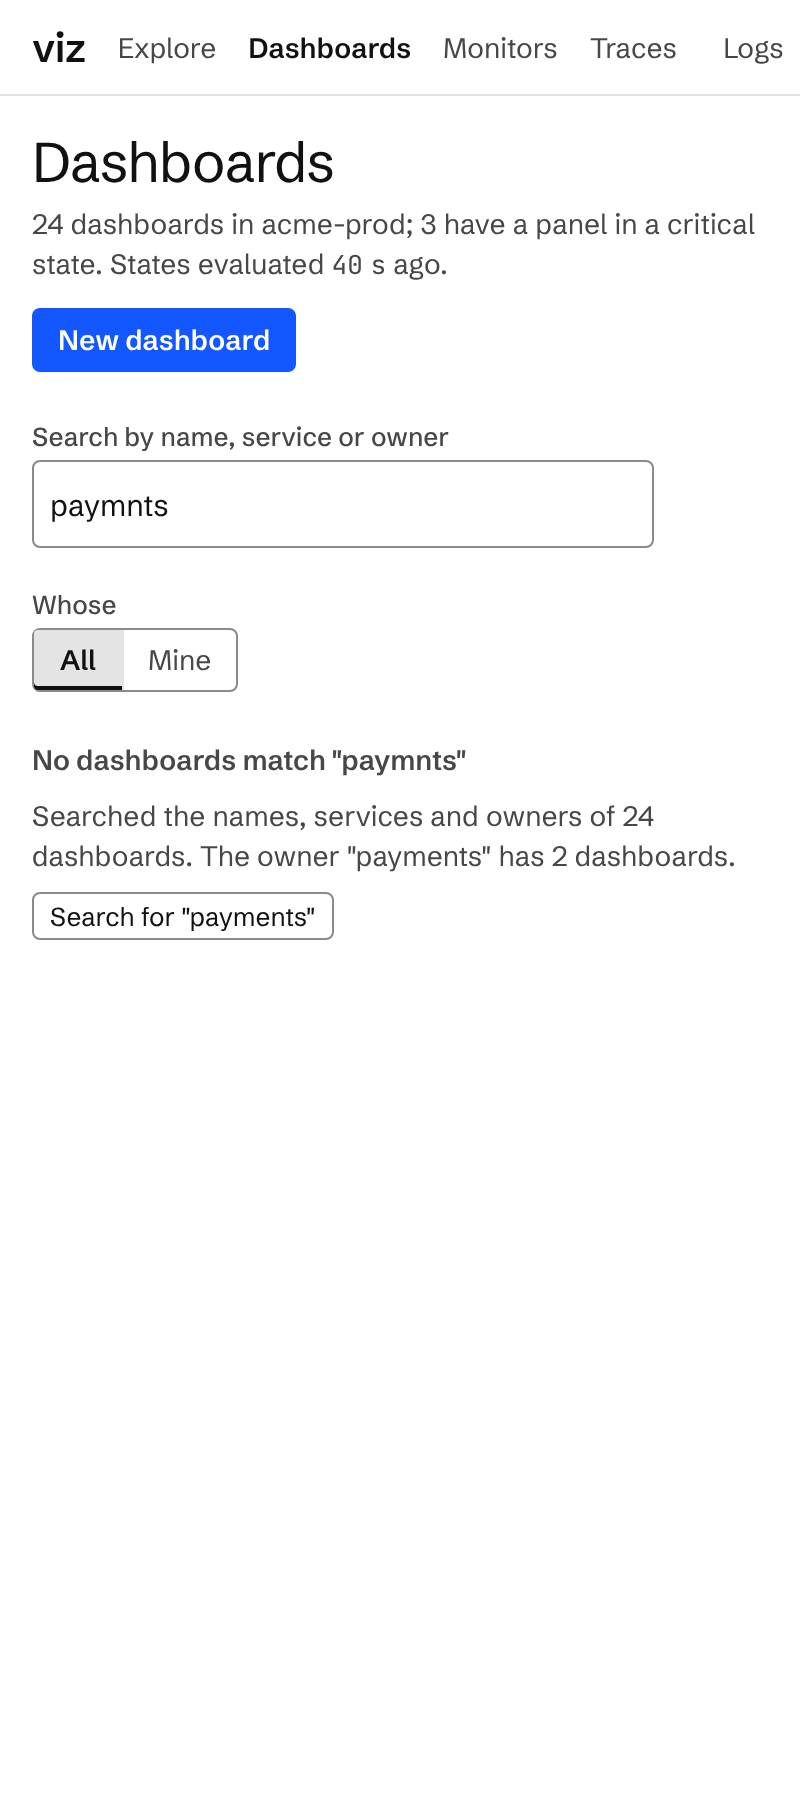 viz Explore Dashboards Monitors Traces Logs
Dashboards
24 dashboards in acme-prod; 3 have a panel in a critical
state. States evaluated 40 s ago.
New dashboard
Search by name, service or owner
paymnts
Whose
All Mine
No dashboards match "paymnts"
Searched the names, services and owners of 24
dashboards. The owner "payments" has 2 dashboards.
Search for "payments"